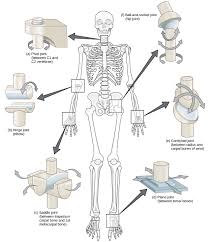 (a) Pivot joint
(between C1 and
C2 vertebrae)
(f) Ball-and-socket joint
(hip joint)
(b) Hinge joint
(elbow)
(e) Condyloid joint
(between radius and
carpal bones of wrist)
(c) Saddle joint
(between trapezium
carpal bone and 1st
metacarpal bone)
(d) Plane joint
(between tarsal bones)